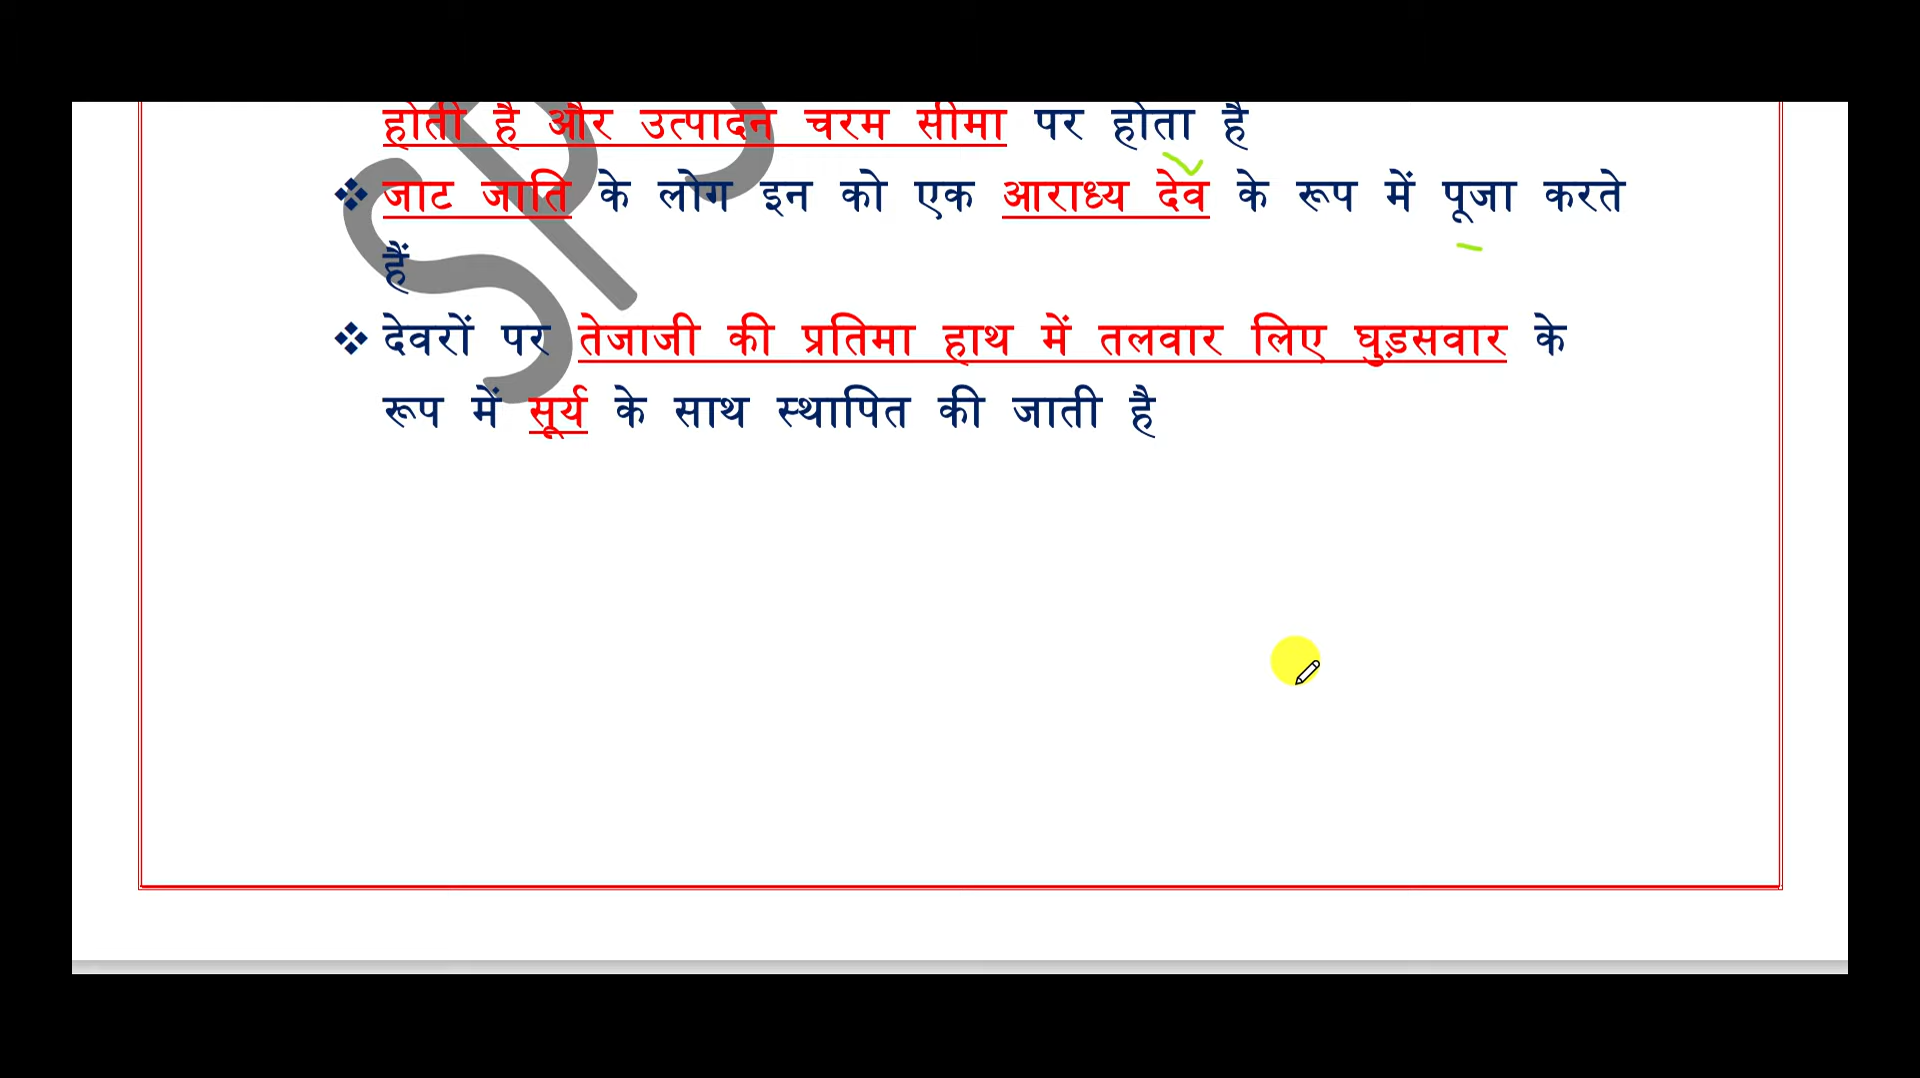 होती है और उत्पादन चरम सीमा पर होता है
❖ जाट जाति के लोग इन को एक आराध्य देव के रूप में पूजा करते
हैं
❖ देवरों पर तेजाजी की प्रतिमा हाथ में तलवार लिए घुड़सवार के
रूप में सूर्य के साथ स्थापित की जाती है